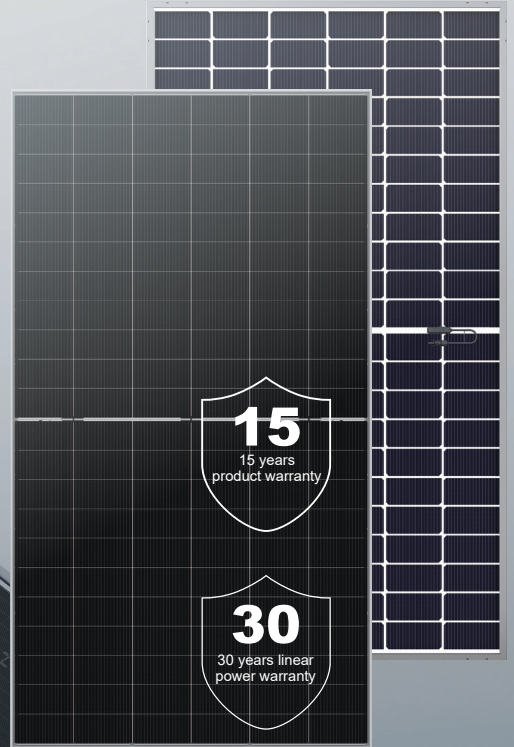 15
15 years
product warranty
30
30 years linear
power warranty